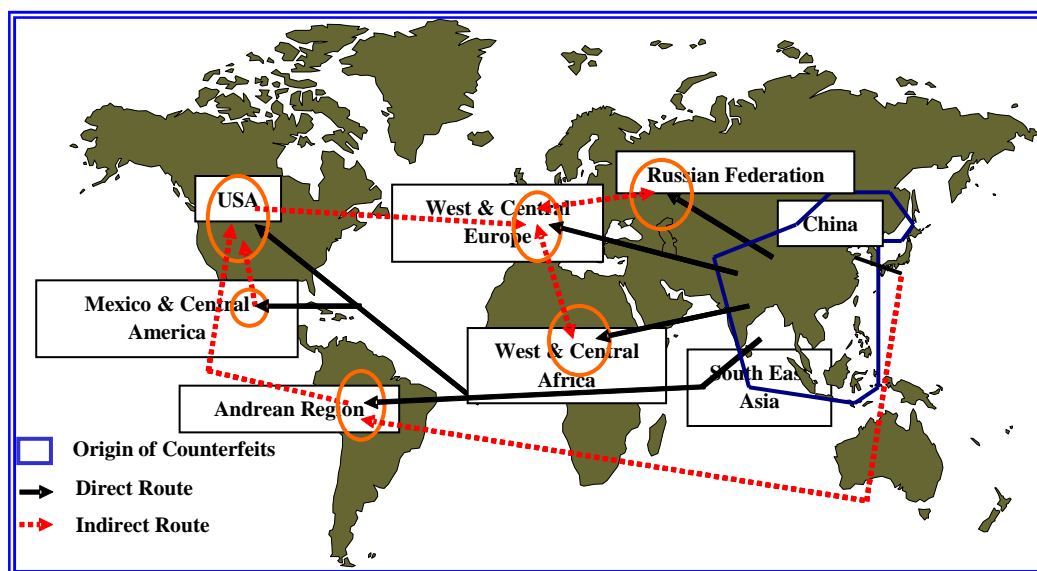 Russian Federation
USA
West & Central
Europe
China
Mexico & Central
America
West & Central
Africa
South East
Asia
Andrean Region
Origin of Counterfeits
Direct Route
Indirect Route